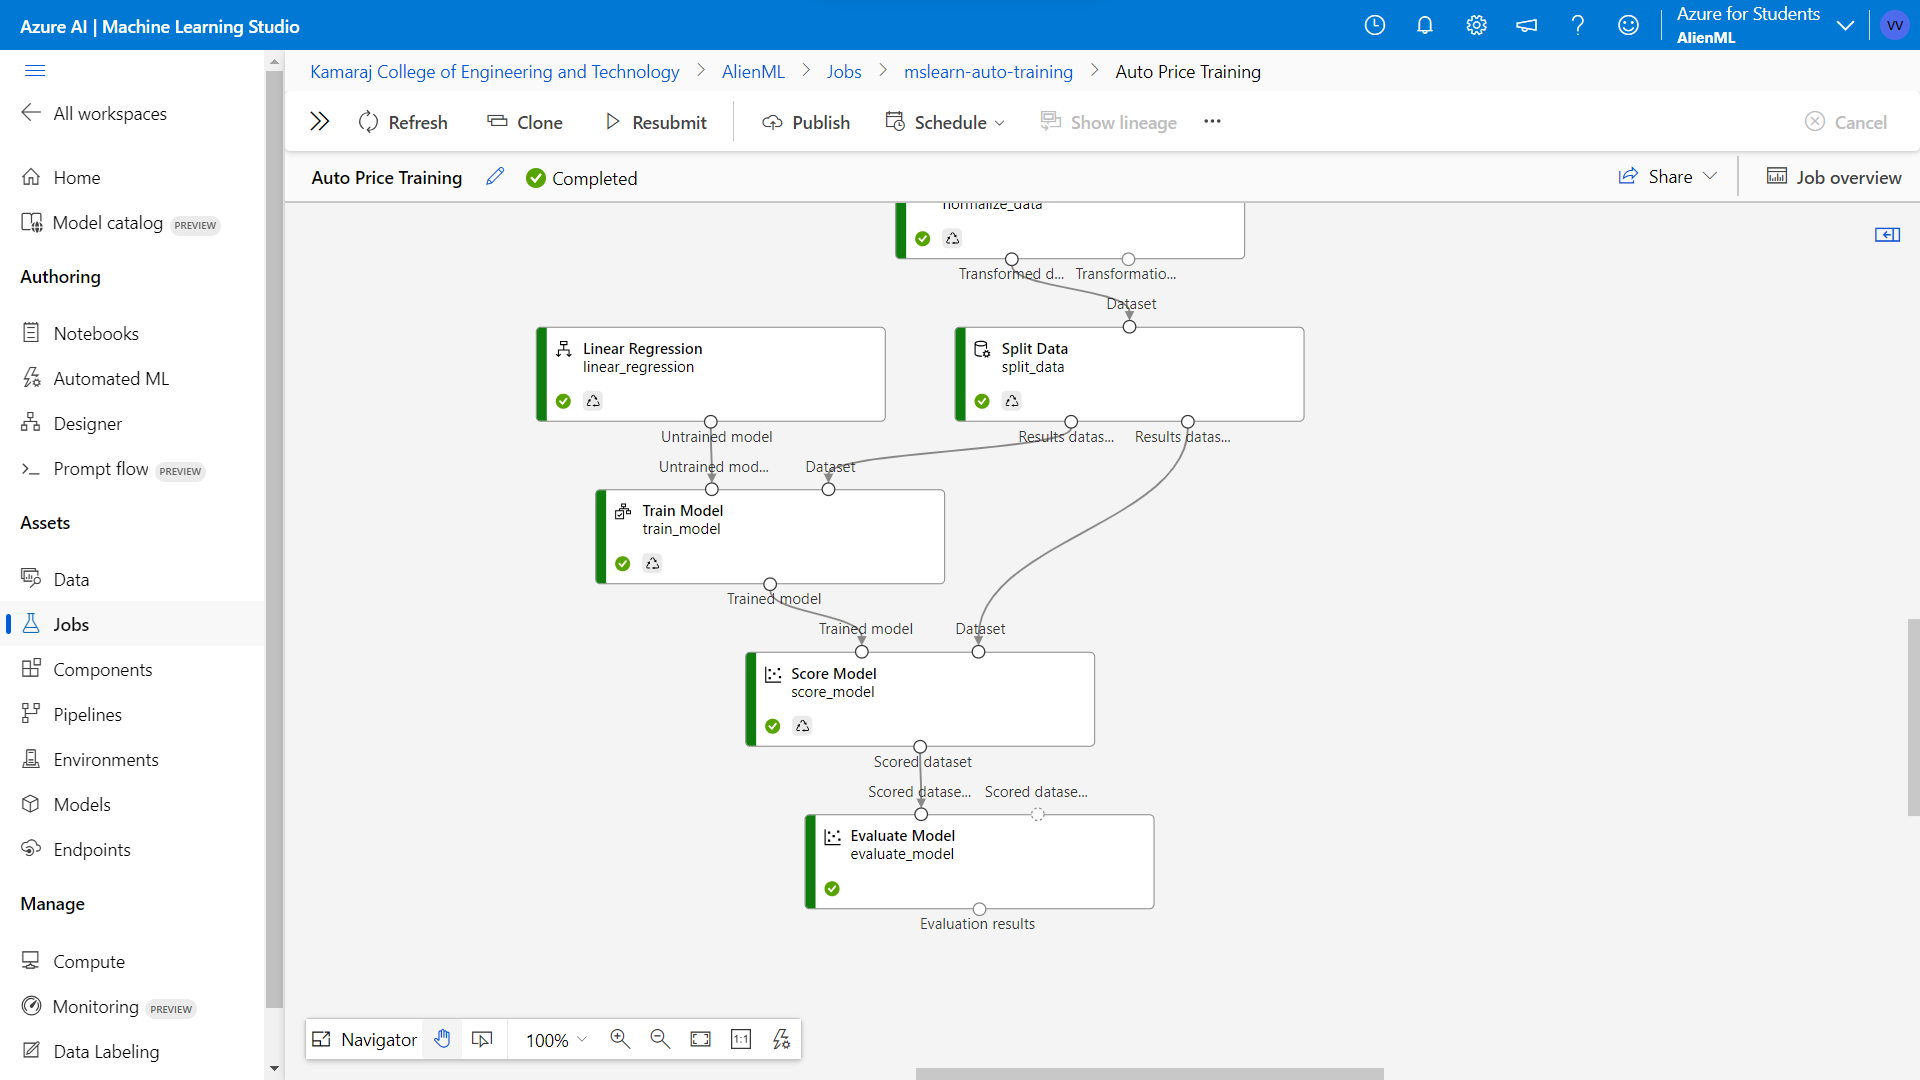 Azure AI | Machine Learning Studio
Azure for Students
AlienML
VV
All workspaces
Home
Model catalog PREVIEW
Authoring
Notebooks
Automated ML
Designer
Prompt flow PREVIEW
Assets
Data
Jobs
Components
Pipelines
Environments
Models
Endpoints
Manage
Compute
Monitoring PREVIEW
Data Labeling
Kamaraj College of Engineering and Technology > AlienML > Jobs > mslearn-auto-training > Auto Price Training
Refresh Clone Resubmit Publish Schedule Show lineage ... Cancel
Auto Price Training Completed Share Job overview
normalize_data
Transformed d... Transformatio...
Dataset
Linear Regression
linear_regression
Split Data
split_data
Untrained model
Results datas... Results datas...
Untrained mod... Dataset
Train Model
train_model
Trained model
Trained model Dataset
Score Model
score_model
Scored dataset
Scored datase... Scored datase...
Evaluate Model
evaluate_model
Evaluation results
Navigator 100% 1:1